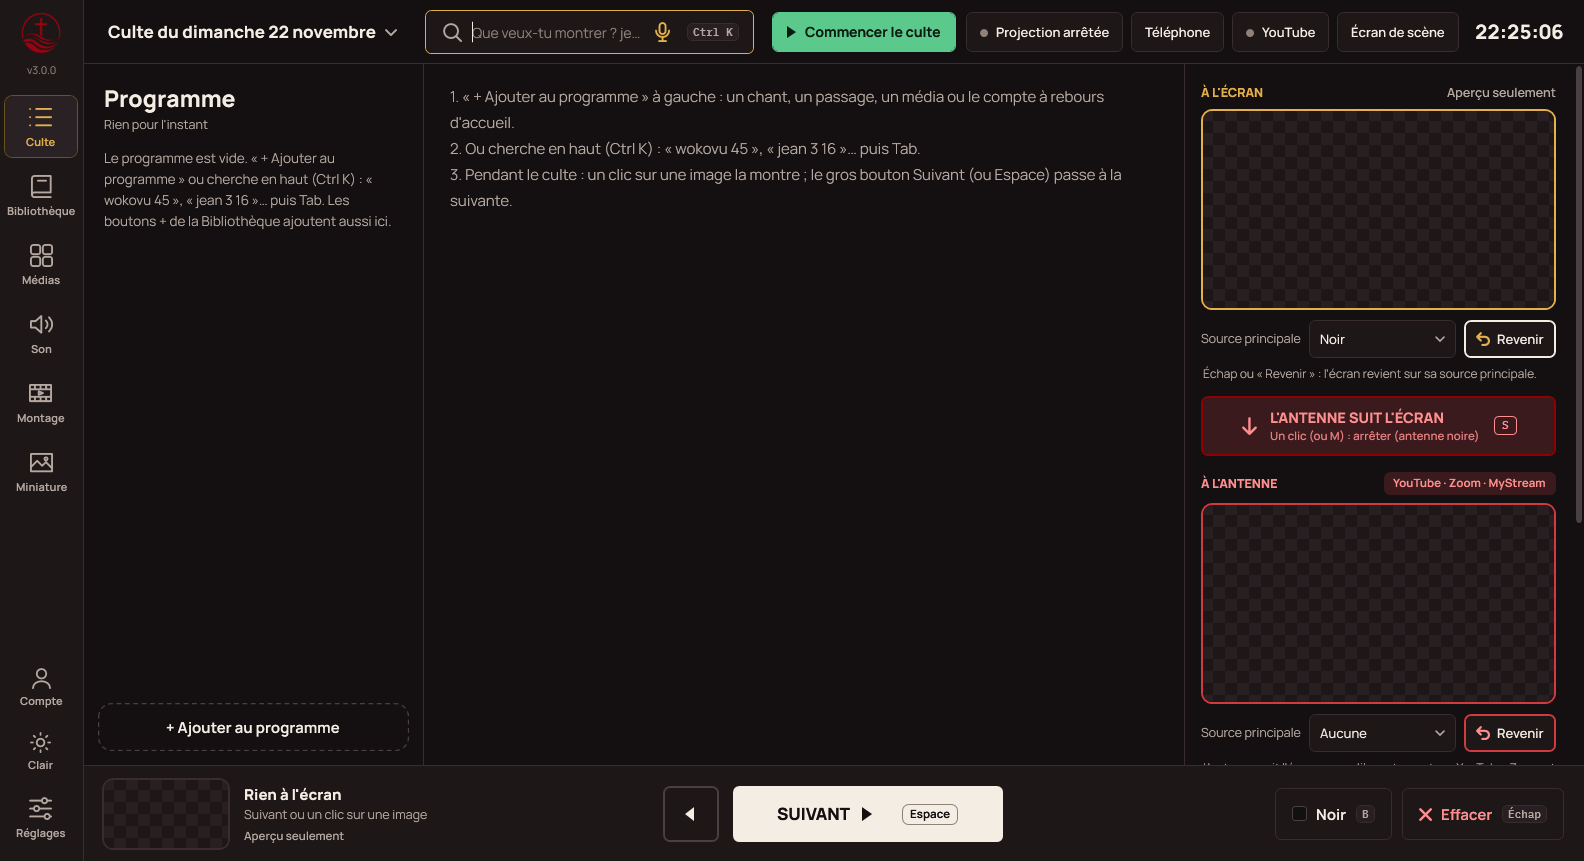 v3.0.0
Culte
Bibliothèque
Médias
Son
Montage
Miniature
Compte
Clair
Réglages
Culte du dimanche 22 novembre
Que veux-tu montrer ? je...
Ctrl K
Commencer le culte
Projection arrêtée
Téléphone
YouTube
Écran de scène
22:25:06
Programme
Rien pour l'instant
Le programme est vide. « + Ajouter au
programme » ou cherche en haut (Ctrl K) : «
wokovu 45 », « jean 3 16 »… puis Tab. Les
boutons + de la Bibliothèque ajoutent aussi ici.
+ Ajouter au programme
1. « + Ajouter au programme » à gauche : un chant, un passage, un média ou le compte à rebours
d'accueil.
2. Ou cherche en haut (Ctrl K) : « wokovu 45 », « jean 3 16 »… puis Tab.
3. Pendant le culte : un clic sur une image la montre ; le gros bouton Suivant (ou Espace) passe à la
suivante.
À L'ÉCRAN
Aperçu seulement
Source principale
Noir
Revenir
Échap ou « Revenir » : l'écran revient sur sa source principale.
L'ANTENNE SUIT L'ÉCRAN
Un clic (ou M) : arrêter (antenne noire)
S
À L'ANTENNE
YouTube · Zoom · MyStream
Source principale
Aucune
Revenir
Rien à l'écran
Suivant ou un clic sur une image
Aperçu seulement
SUIVANT
Espace
Noir
B
Effacer
Échap